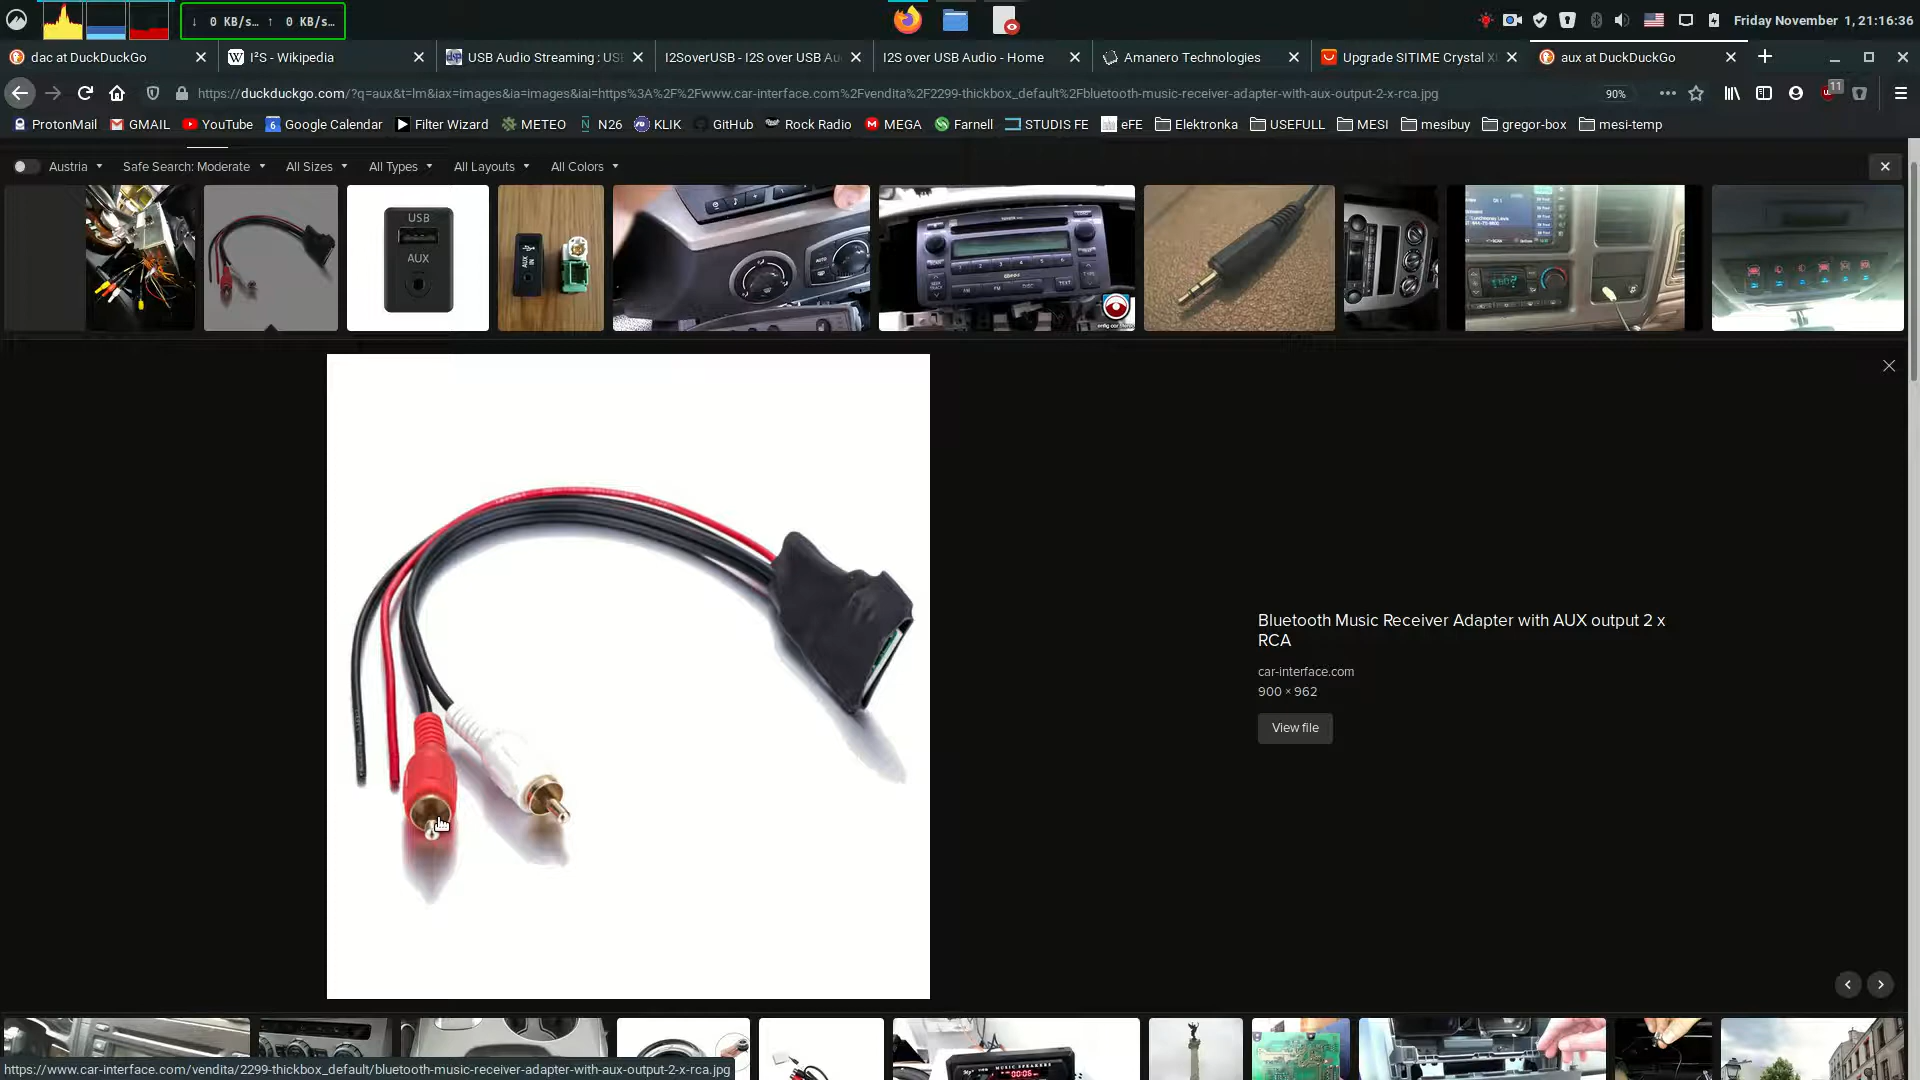 ↓ 0 KB/s… ↑ 0 KB/s…
Friday November 1, 21:16:36
dac at DuckDuckGo
I²S - Wikipedia
USB Audio Streaming : US
I2SoverUSB - I2S over USB Au
I2S over USB Audio - Home
Amanero Technologies
Upgrade SITIME Crystal X
aux at DuckDuckGo
https://duckduckgo.com/?q=aux&t=lm&iax=images&ia=images&iai=https%3A%2F%2Fwww.car-interface.com%2Fvendita%2F2299-thickbox_default%2Fbluetooth-music-receiver-adapter-with-aux-output-2-x-rca.jpg
90%
11
ProtonMail GMAIL YouTube Google Calendar Filter Wizard METEO N26 KLIK GitHub Rock Radio MEGA Farnell STUDIS FE eFE Elektronka USEFULL MESI mesibuy gregor-box mesi-temp
Austria Safe Search: Moderate All Sizes All Types All Layouts All Colors
USB
AUX
AUX IN
Bluetooth Music Receiver Adapter with AUX output 2 x
RCA
car-interface.com
900 × 962
View file
MUSIC SPEAKERS
https://www.car-interface.com/vendita/2299-thickbox_default/bluetooth-music-receiver-adapter-with-aux-output-2-x-rca.jpg